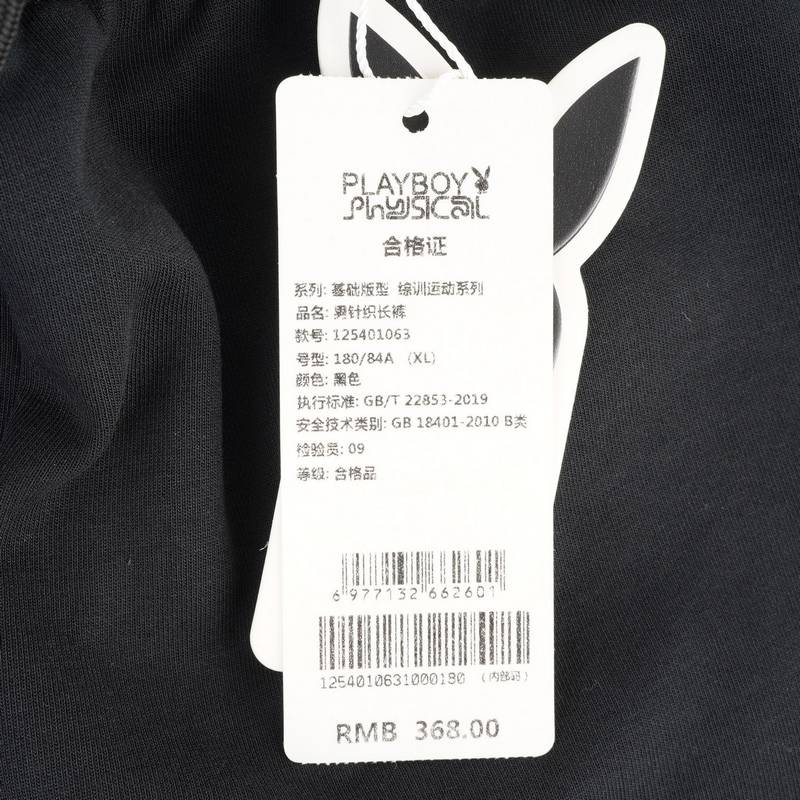 PLAYBOY
Physical
合格证
系列: 基础版型 综训运动系列
品名: 男针织长裤
款号: 125401063
号型: 180/84A （XL）
颜色: 黑色
执行标准: GB/T 22853-2019
安全技术类别: GB 18401-2010 B类
检验员: 09
等级: 合格品
6 977132 662601
1254010631000180 （内部码）
RMB 368.00